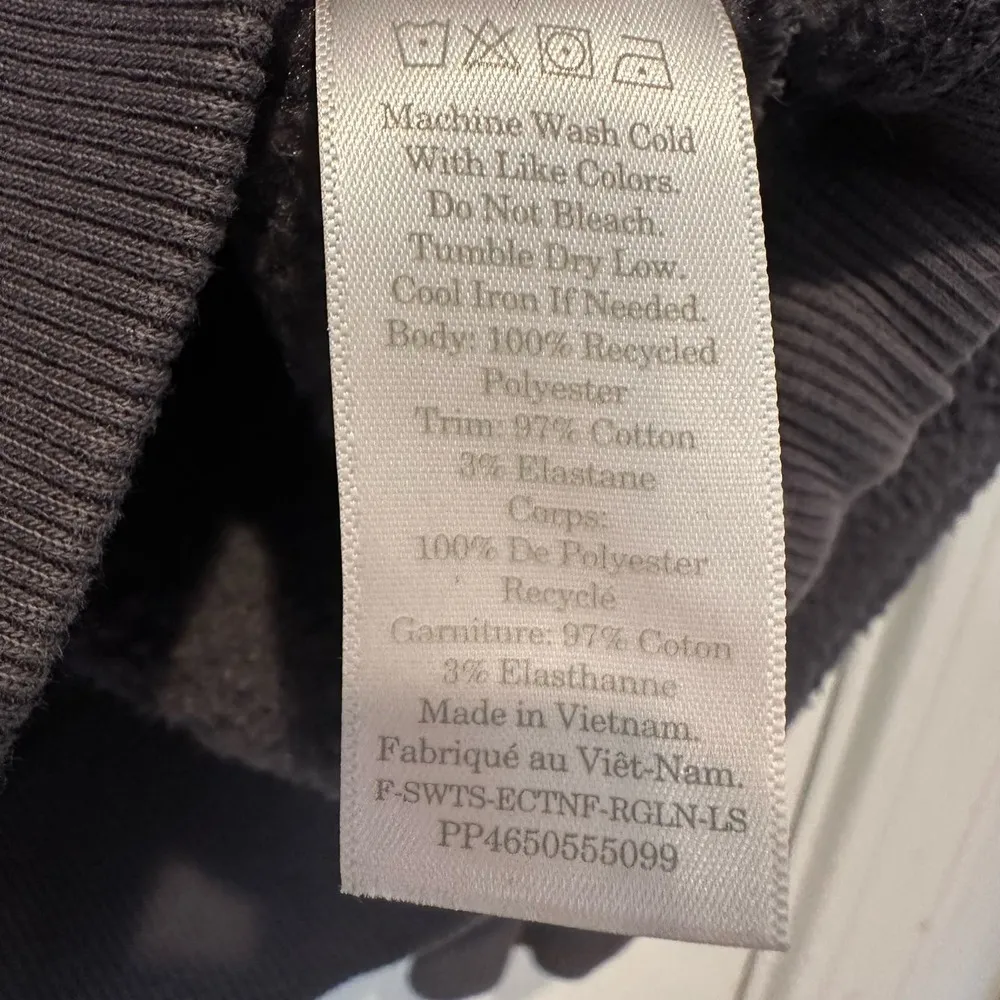 Machine Wash Cold
With Like Colors.
Do Not Bleach.
Tumble Dry Low.
Cool Iron If Needed.
Body: 100% Recycled
Polyester
Trim: 97% Cotton
3% Elastane
Corps:
100% De Polyester
Recyclé
Garniture: 97% Coton
3% Elasthanne
Made in Vietnam.
Fabriqué au Viêt-Nam.
F-SWTS-ECTNF-RGLN-LS
PP4650555099